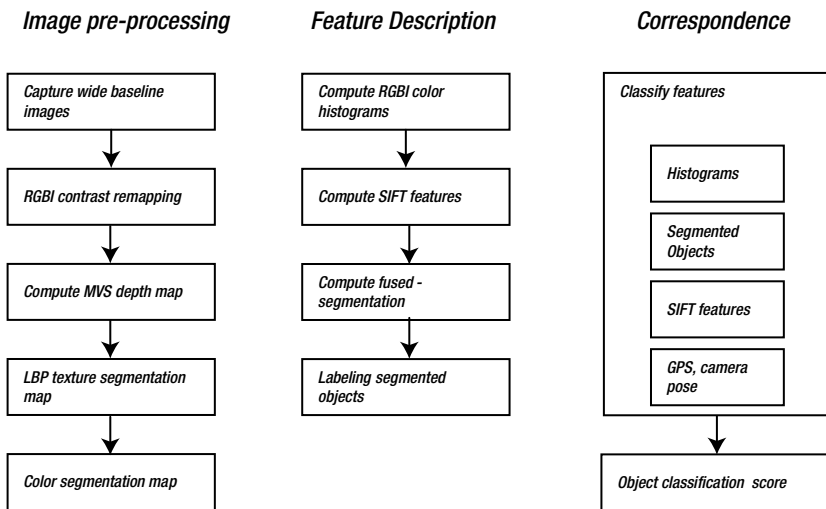 Image pre-processing
Capture wide baseline
images
RGBI contrast remapping
Compute MVS depth map
LBP texture segmentation
map
Color segmentation map
Feature Description
Compute RGBI color
histograms
Compute SIFT features
Compute fused -
segmentation
Labeling segmented
objects
Correspondence
Classify features
Histograms
Segmented
Objects
SIFT features
GPS, camera
pose
Object classification score